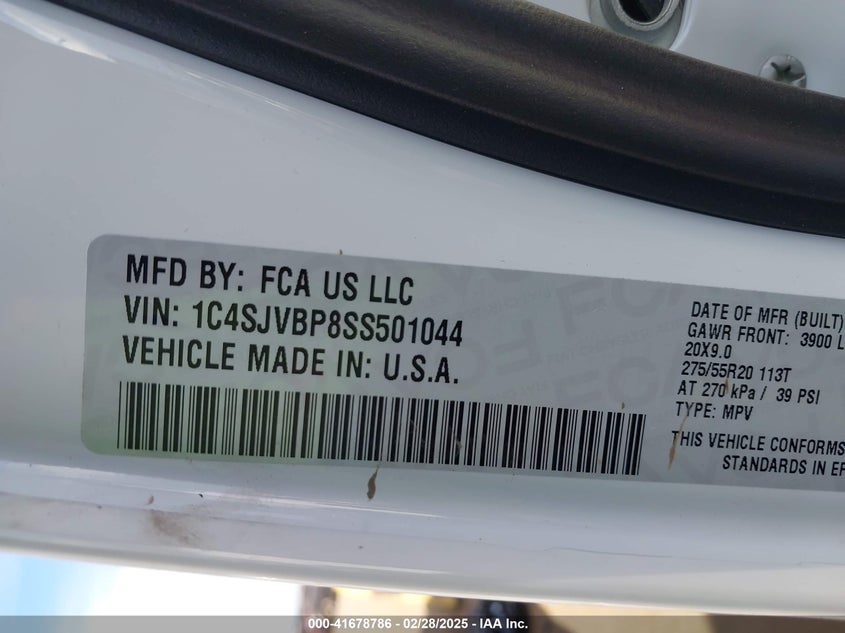 MFD BY: FCA US LLC
VIN: 1C4SJVBP8SS501044
VEHICLE MADE IN: U.S.A.
DATE OF MFR (BUILT)
GAWR FRONT: 3900 L
20X9.0
275/55R20 113T
AT 270 kPa / 39 PSI
TYPE: MPV
THIS VEHICLE CONFORMS
STANDARDS IN EF
000-41678786 - 02/28/2025 - IAA Inc.